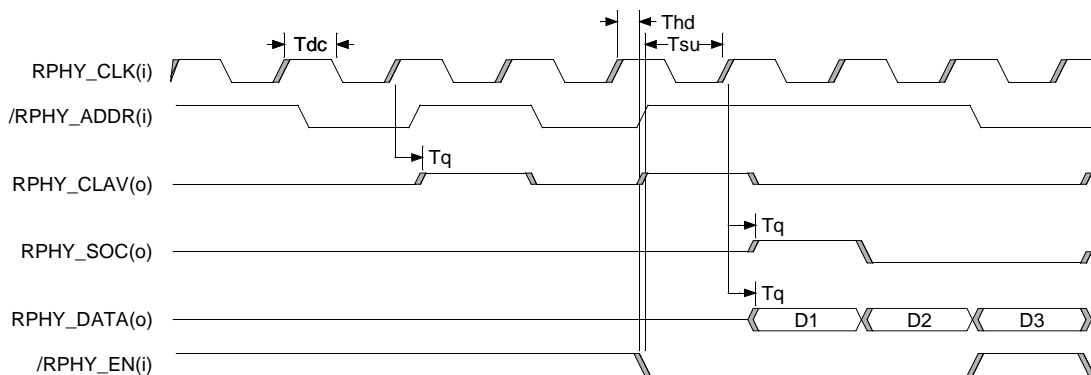 Thd
Tdc
Tsu
RPHY_CLK(i)
/RPHY_ADDR(i)
Tq
RPHY_CLAV(o)
Tq
RPHY_SOC(o)
Tq
RPHY_DATA(o)
D1
D2
D3
/RPHY_EN(i)